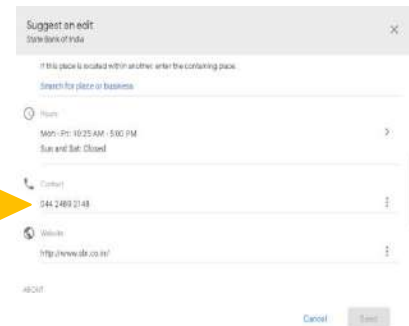 Suggest an edit
State Bank of India
If this place is located within another, enter the containing place.
Search for place or business
Hours
Mon - Fri: 10:25 AM - 5:00 PM
Sun and Sat: Closed
Contact
044 2489 2148
Website
http://www.sbi.co.in/
ABOUT
Cancel
Send